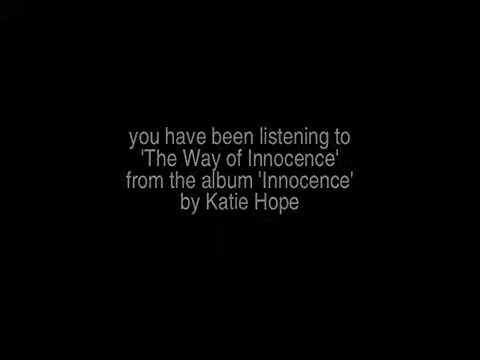 you have been listening to
'The Way of Innocence'
from the album 'Innocence'
by Katie Hope